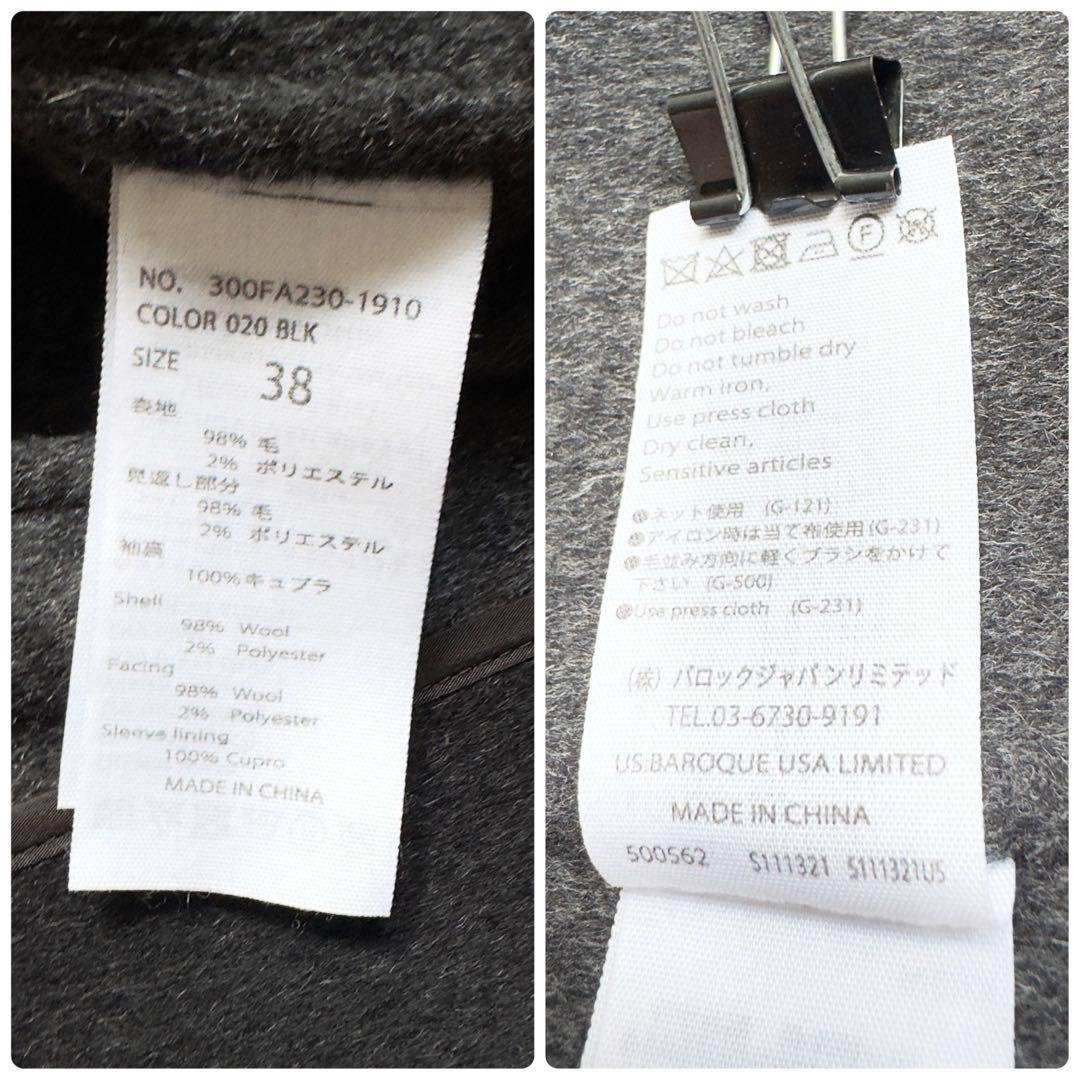 NO. 300FA230-1910
COLOR 020 BLK
SIZE 38
表地
98% 毛
2% ポリエステル
見返し部分
98% 毛
2% ポリエステル
袖裏
100%キュプラ
Shell
98% Wool
2% Polyester
Facing
98% Wool
2% Polyester
Sleeve lining
100% Cupro
MADE IN CHINA
F
Do not wash
Do not bleach
Do not tumble dry
Warm iron,
Use press cloth
Dry clean,
Sensitive articles
ネット使用 (G-121)
アイロン時は当て布使用(G-231)
毛並み方向に軽くブラシをかけて
下さい (G-500)
Use press cloth (G-231)
(株) バロックジャパンリミテッド
TEL.03-6730-9191
US:BAROQUE USA LIMITED
MADE IN CHINA
500562 S111321 S111321US